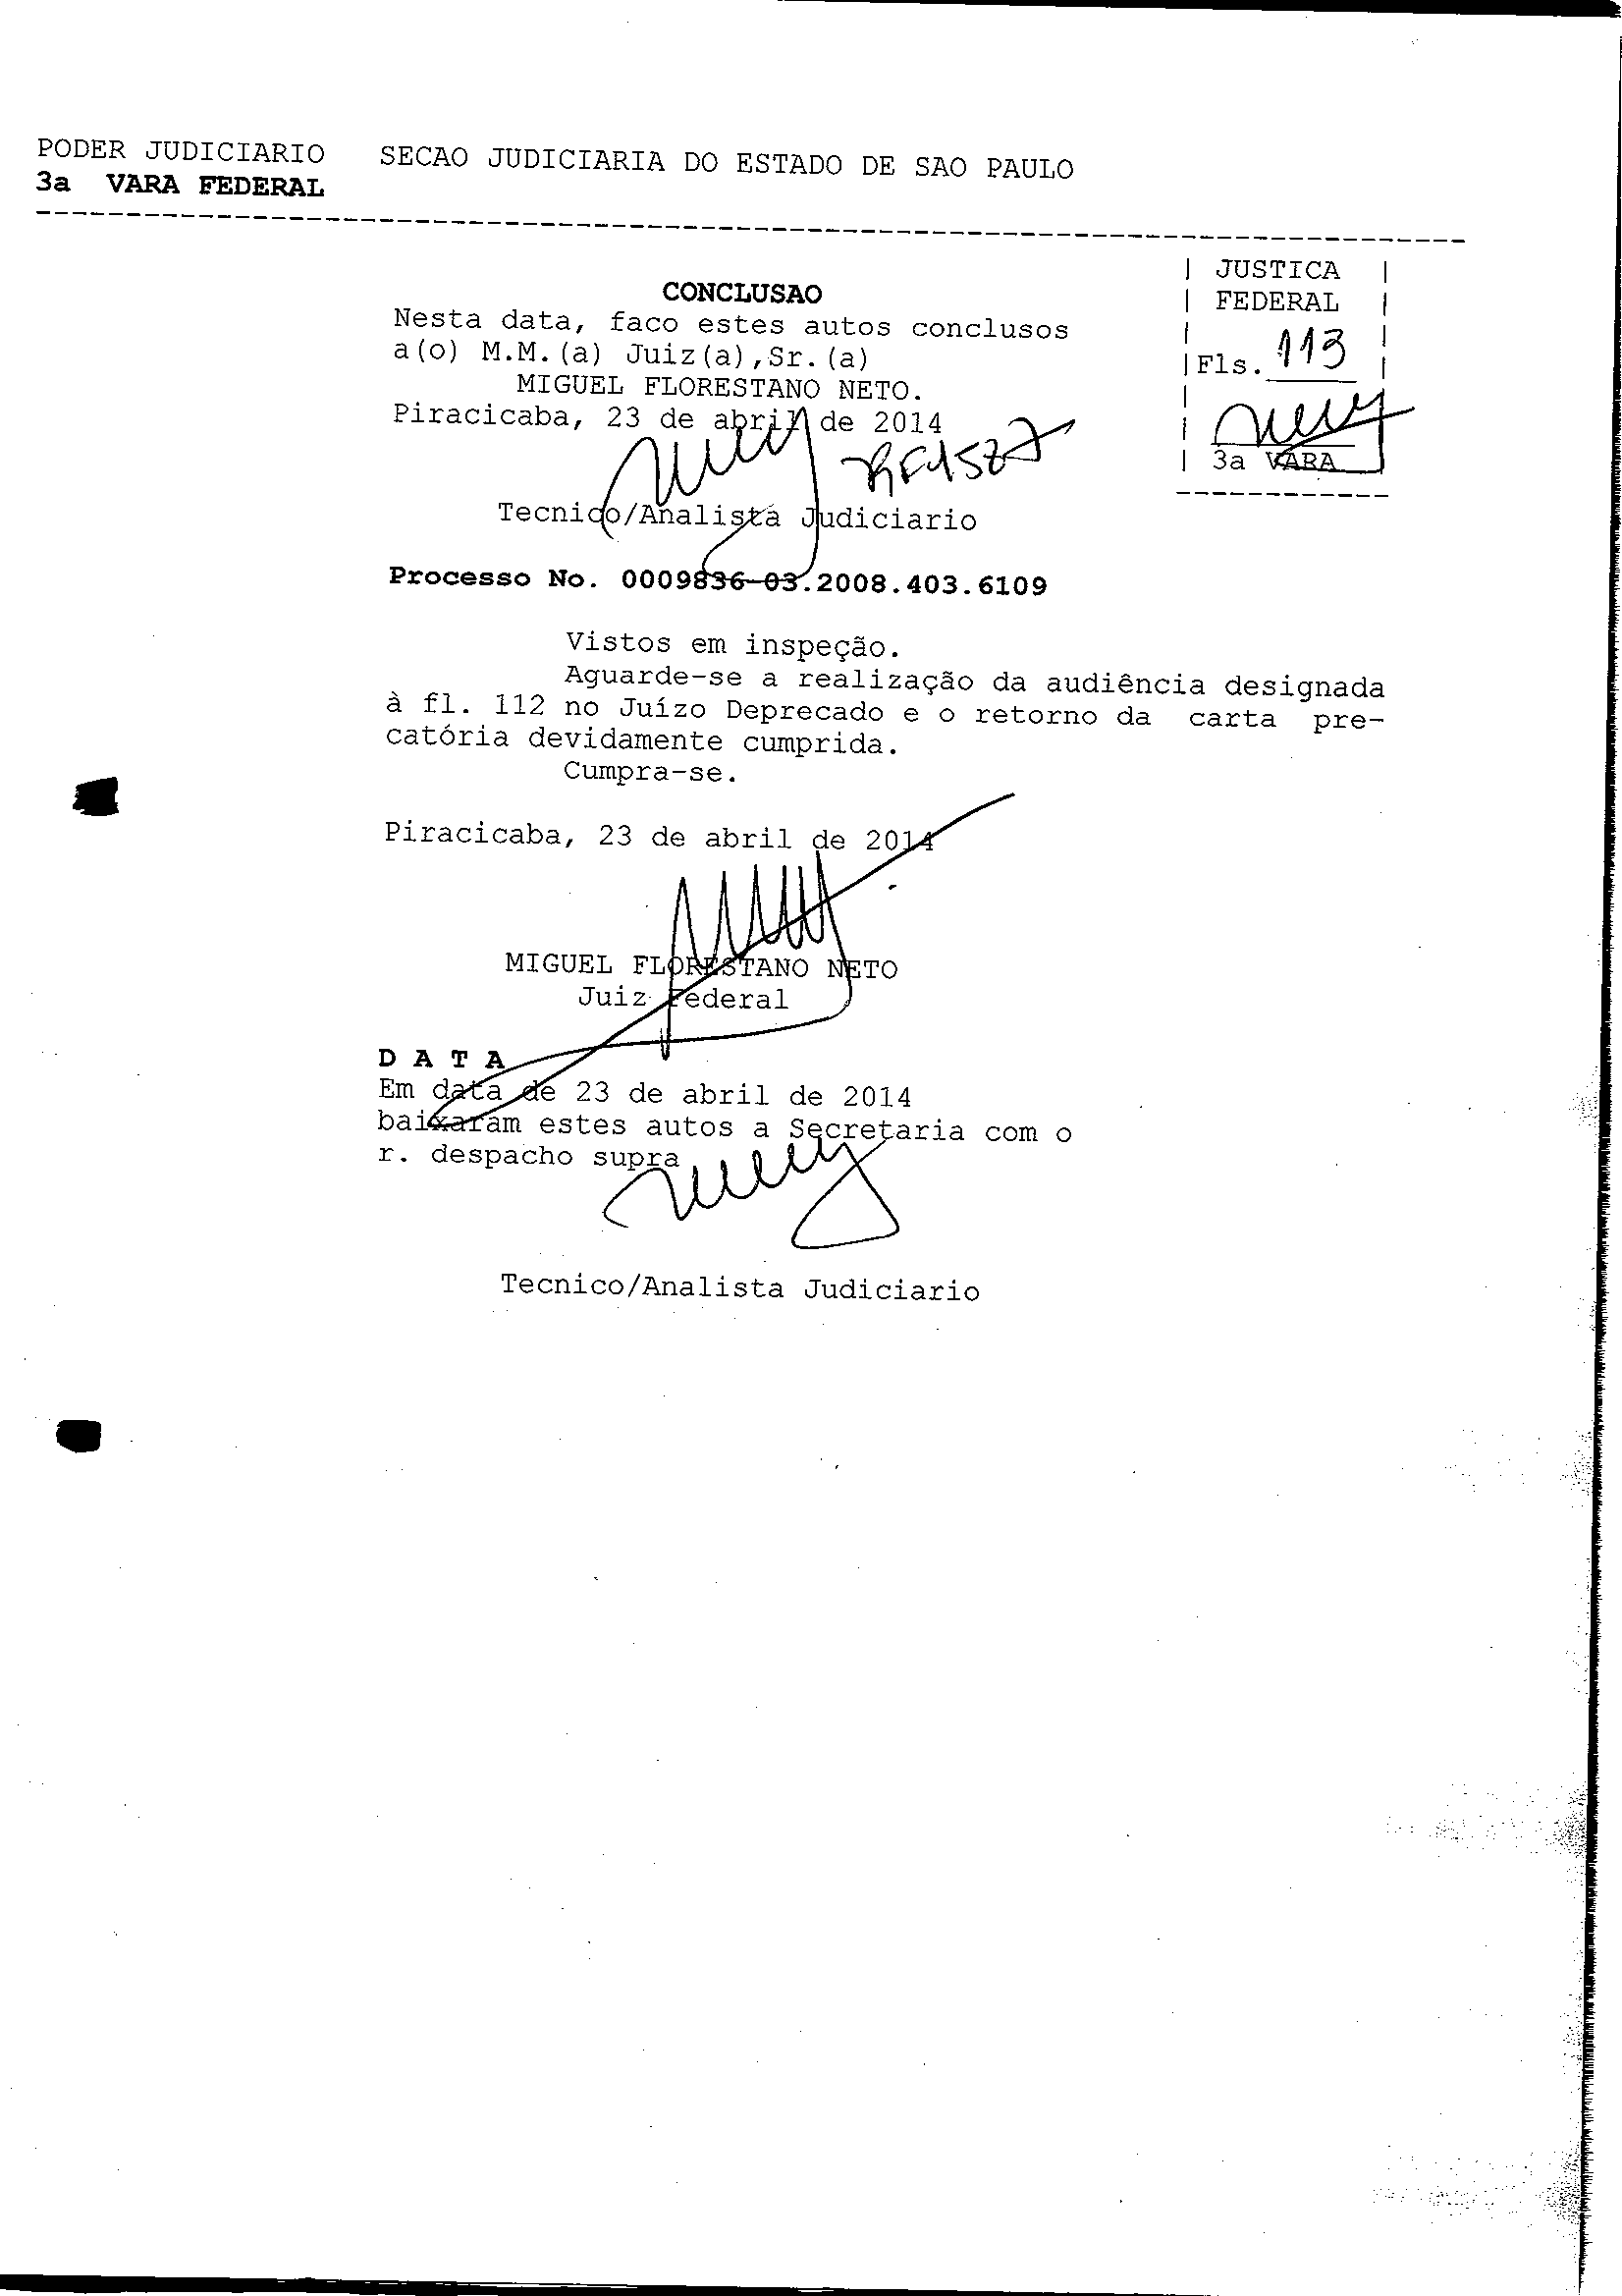 PODER JUDICIARIO SECAO JUDICIARIA DO ESTADO DE SAO PAULO
3a VARA FEDERAL
JUSTICA
FEDERAL
Fls. 113
3a VARA
CONCLUSAO
Nesta data, faco estes autos conclusos
a(o) M.M.(a) Juiz(a),Sr.(a)
MIGUEL FLORESTANO NETO.
Piracicaba, 23 de abril de 2014
Tecnico/Analista Judiciario
Processo No. 0009836-03.2008.403.6109
Vistos em inspeção.
Aguarde-se a realização da audiência designada
à fl. 112 no Juízo Deprecado e o retorno da carta pre-
catória devidamente cumprida.
Cumpra-se.
Piracicaba, 23 de abril de 2014
MIGUEL FLORESTANO NETO
Juiz Federal
D A T A
Em data de 23 de abril de 2014
baixaram estes autos a Secretaria com o
r. despacho supra
Tecnico/Analista Judiciario